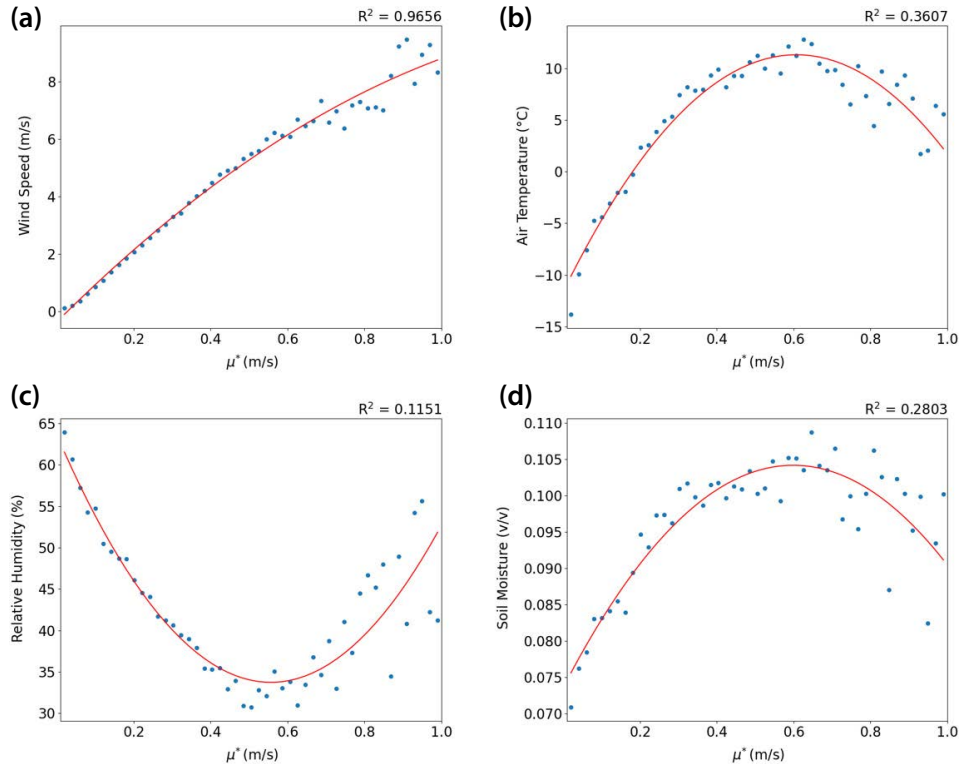 (a)
R² = 0.9656
8
6
4
2
0
Wind Speed (m/s)
0.2 0.4 0.6 0.8 1.0
μ* (m/s)
(b)
R² = 0.3607
10
5
0
−5
−10
−15
Air Temperature (°C)
0.2 0.4 0.6 0.8 1.0
μ* (m/s)
(c)
R² = 0.1151
65
60
55
50
45
40
35
30
Relative Humidity (%)
0.2 0.4 0.6 0.8 1.0
μ* (m/s)
(d)
R² = 0.2803
0.110
0.105
0.100
0.095
0.090
0.085
0.080
0.075
0.070
Soil Moisture (v/v)
0.2 0.4 0.6 0.8 1.0
μ* (m/s)